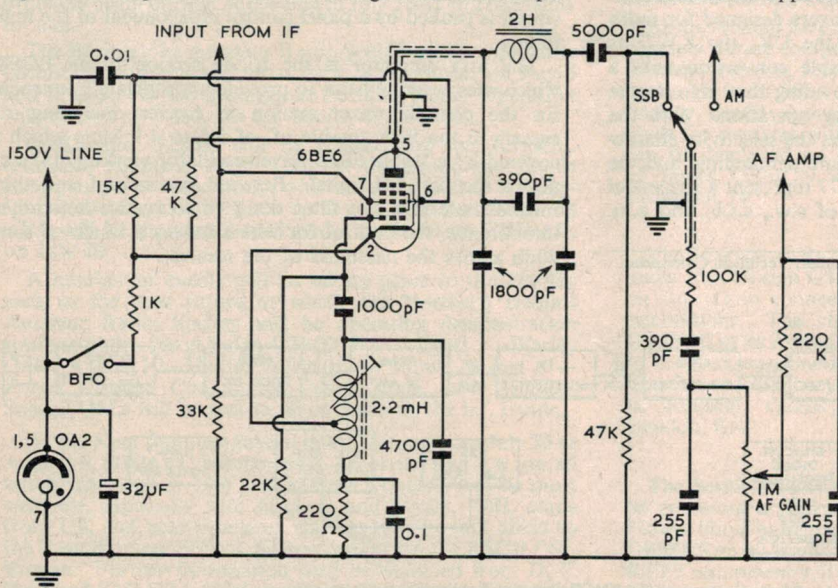 INPUT FROM IF
0.01
2H
5000pF
SSB
AM
150V LINE
15K
47
K
6BE6
5
7
1
2
6
390pF
AF AMP
1800pF
100K
1K
1000pF
BFO
390
pF
220
K
33K
2.2mH
1,5
OA2
4700
pF
47K
32μF
22K
220
Ω
1M
AF GAIN
7
0.1
255
pF
255
pF